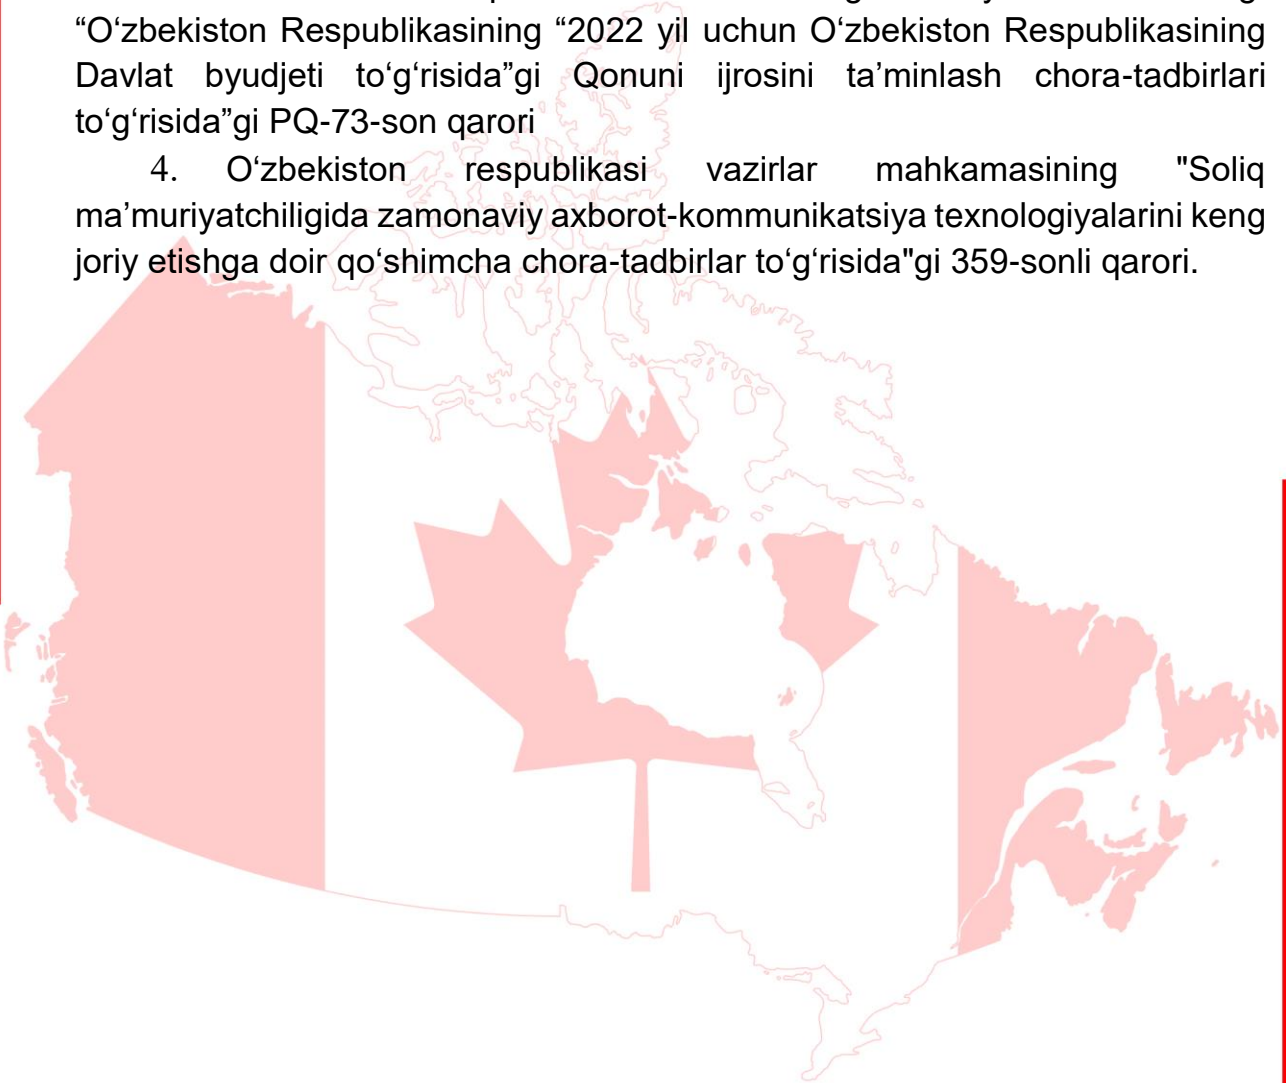 “O‘zbekiston Respublikasining “2022 yil uchun O‘zbekiston Respublikasining
Davlat byudjeti to‘g‘risida”gi Qonuni ijrosini ta’minlash chora-tadbirlari
to‘g‘risida”gi PQ-73-son qarori
4. O‘zbekiston respublikasi vazirlar mahkamasining "Soliq
ma’muriyatchiligida zamonaviy axborot-kommunikatsiya texnologiyalarini keng
joriy etishga doir qo‘shimcha chora-tadbirlar to‘g‘risida"gi 359-sonli qarori.